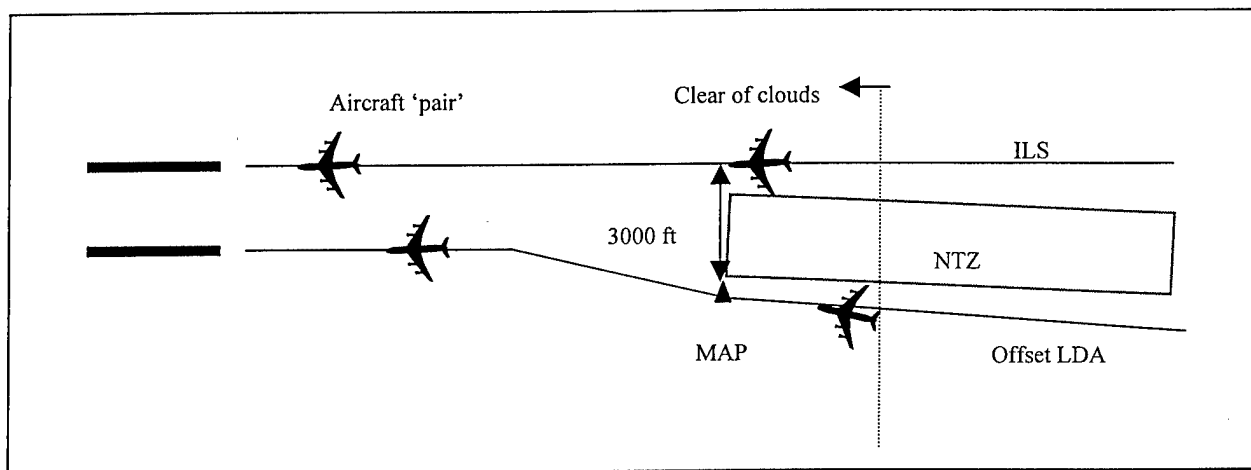 Aircraft ‘pair’
Clear of clouds
ILS
3000 ft
NTZ
MAP
Offset LDA